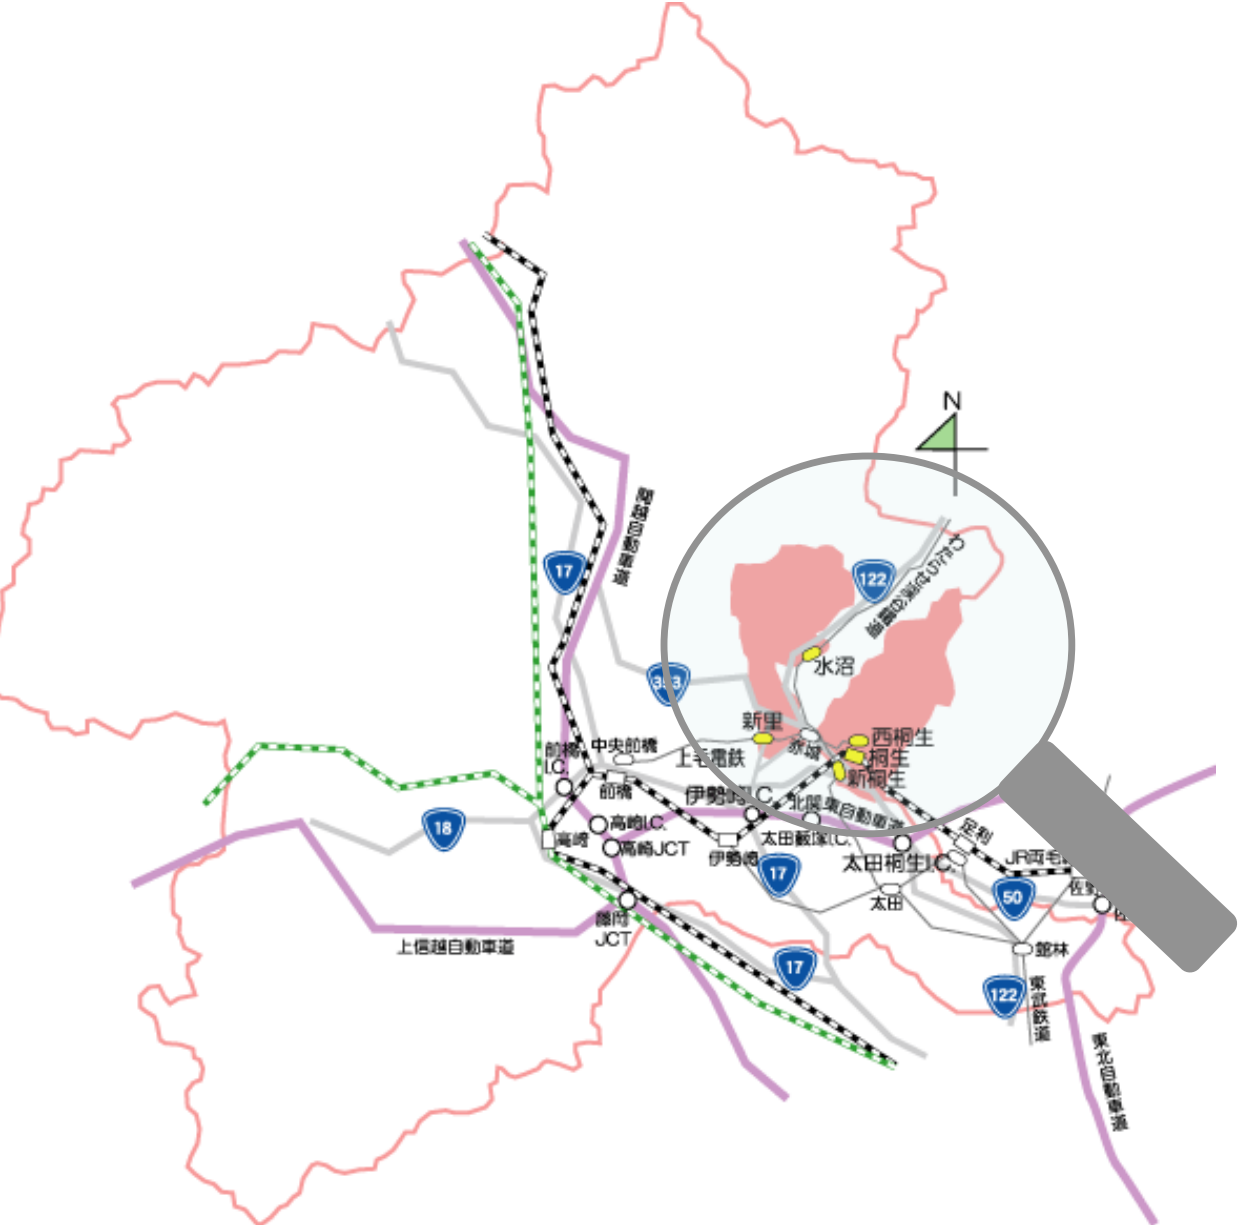 N
関越自動車道
わたらせ渓谷鐵道
17
122
353
水沼
新里
赤城
西桐生
桐生
新桐生
中央前橋
上毛電鉄
前橋
I.C.
前橋
伊勢崎I.C.
北関東自動車道
18
高崎
高崎I.C.
高崎JCT
伊勢崎
太田藪塚I.C.
太田桐生I.C.
足利
JR両毛
17
太田
50
佐野
藤岡
JCT
上信越自動車道
館林
17
122
東武鉄道
東北自動車道